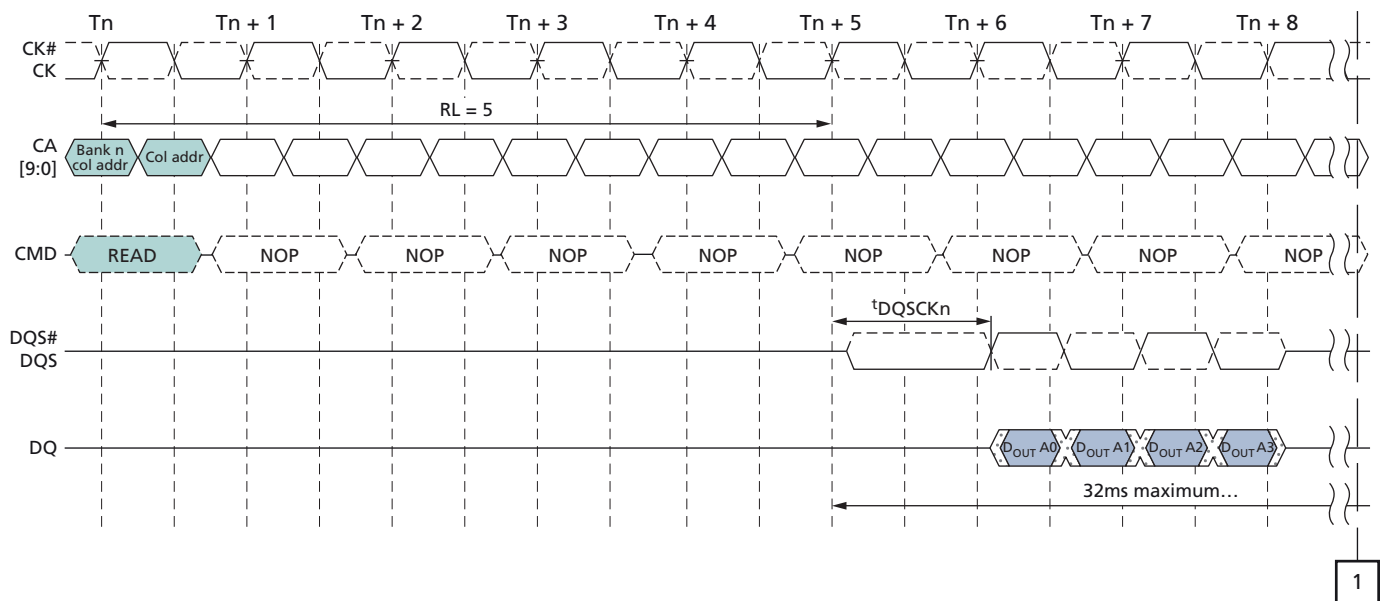 Tn Tn + 1 Tn + 2 Tn + 3 Tn + 4 Tn + 5 Tn + 6 Tn + 7 Tn + 8
CK#
CK
RL = 5
CA
[9:0]
Bank n
col addr
Col addr
CMD READ NOP NOP NOP NOP NOP NOP NOP NOP
tDQSCKn
DQS#
DQS
DQ DOUT A0 DOUT A1 DOUT A2 DOUT A3
32ms maximum…
1